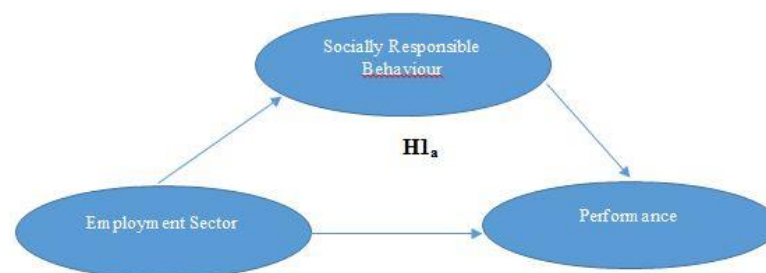 Socially Responsible
Behaviour
H1ₐ
Employment Sector
Performance